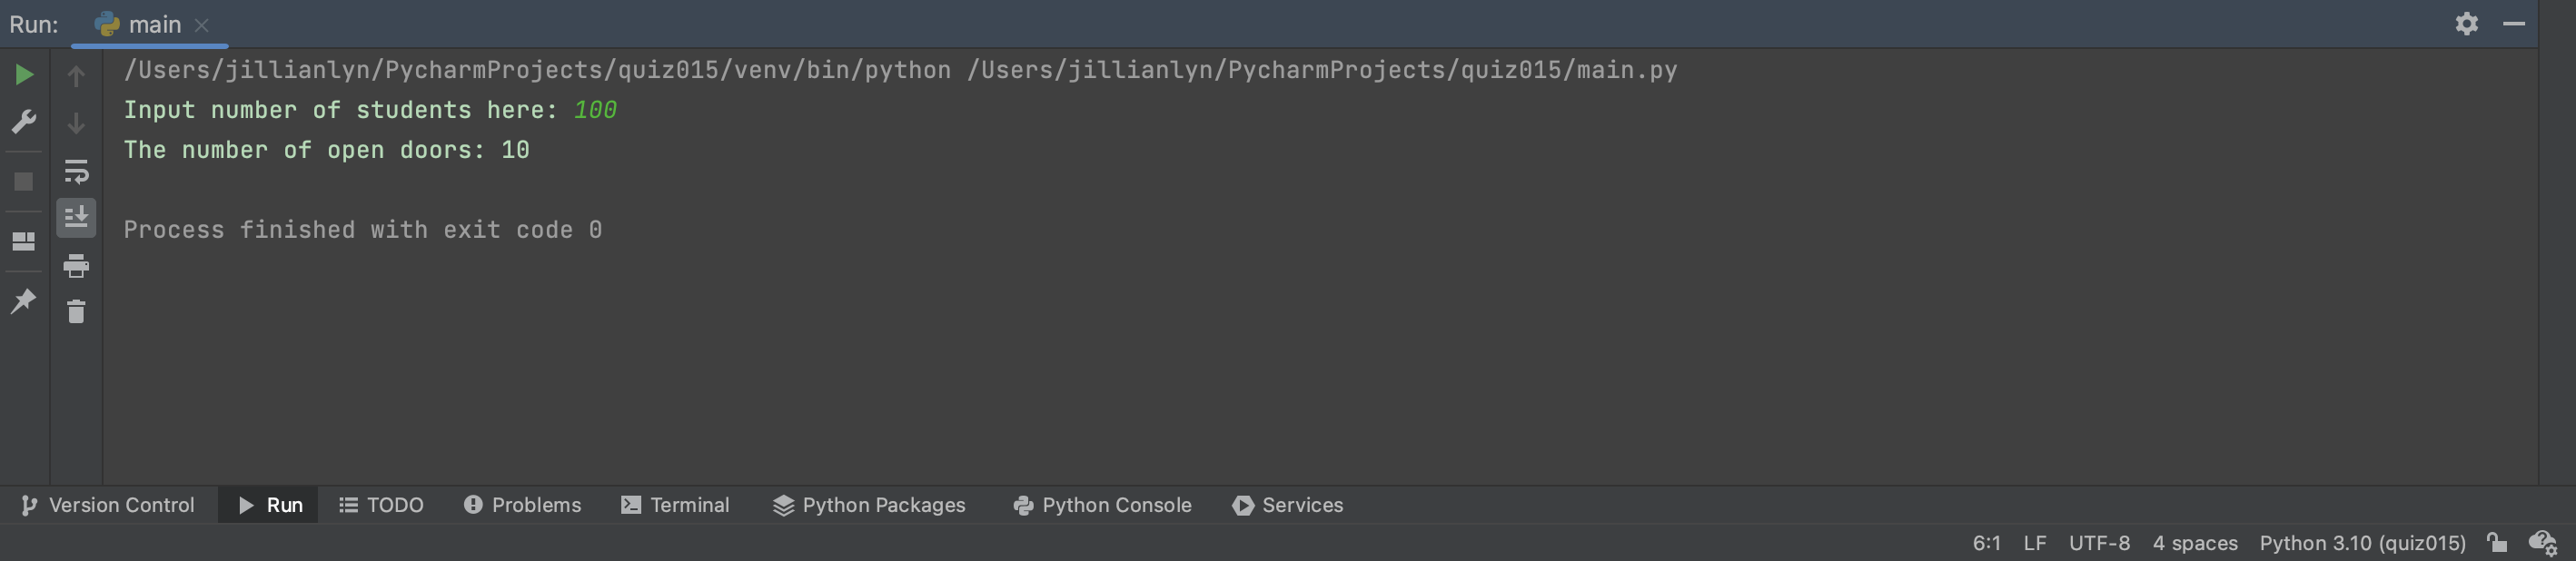 Run: main
/Users/jillianlyn/PycharmProjects/quiz015/venv/bin/python /Users/jillianlyn/PycharmProjects/quiz015/main.py
Input number of students here: 100
The number of open doors: 10
Process finished with exit code 0
Version Control Run TODO Problems Terminal Python Packages Python Console Services
6:1 LF UTF-8 4 spaces Python 3.10 (quiz015)